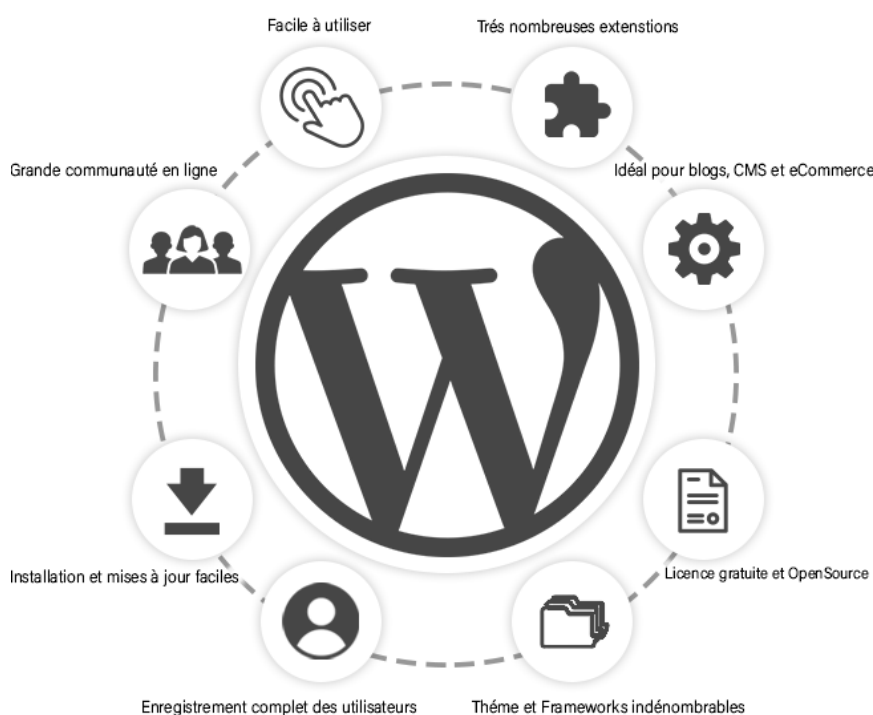 Facile à utiliser
Trés nombreuses extenstions
Grande communauté en ligne
Idéal pour blogs, CMS et eCommerce
Installation et mises à jour faciles
Licence gratuite et OpenSource
Enregistrement complet des utilisateurs
Théme et Frameworks indénombrables